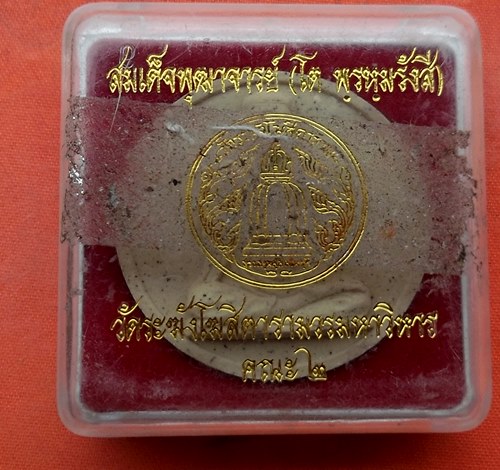 สมเด็จพุฒาจารย์ (โต พฺรหฺมรังสี)
วัดระฆังโฆสิตารามวรมหาวิหาร
คณะ ๒